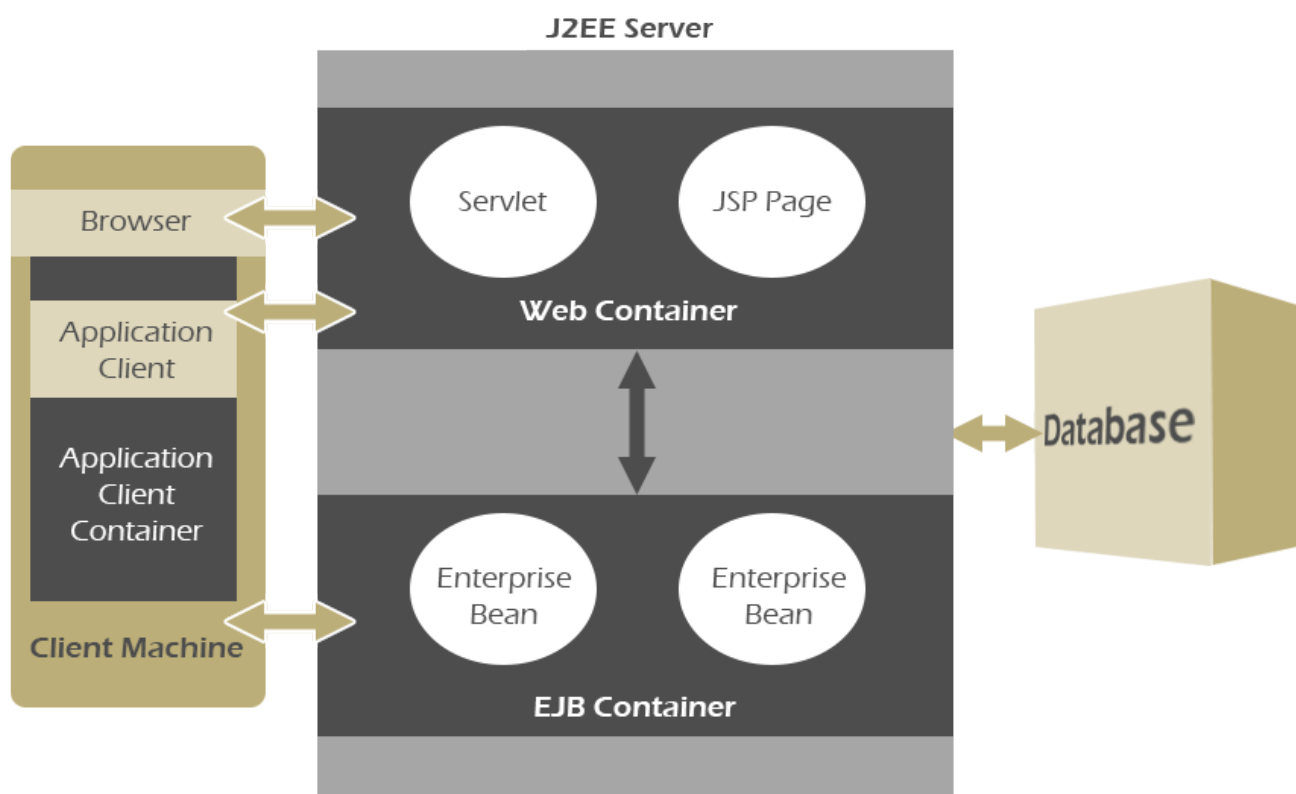 J2EE Server
Browser
Application
Client
Application
Client
Container
Client Machine
Servlet
JSP Page
Web Container
Enterprise
Bean
Enterprise
Bean
EJB Container
Database